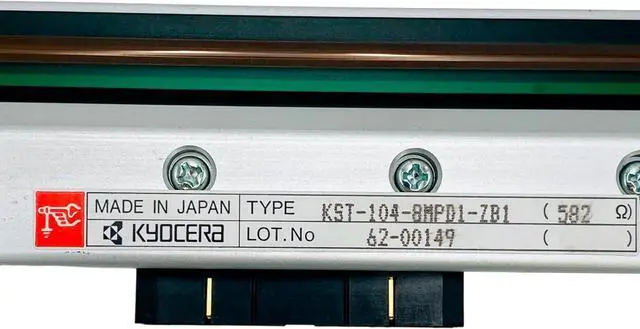 MADE IN JAPAN TYPE KST-104-8MPD1-ZB1 ( 582 Ω)
KYOCERA LOT.No 62-00149 ( )